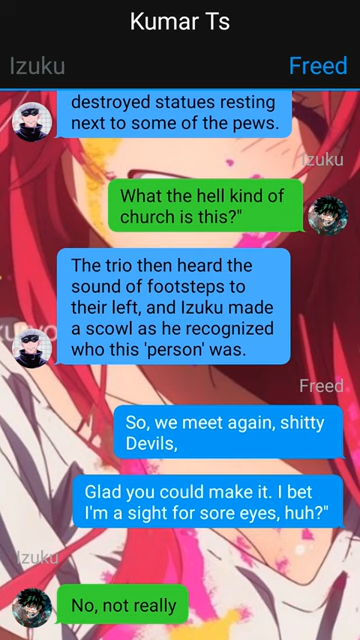 Kumar Ts
Izuku
Freed
destroyed statues resting
next to some of the pews.
Izuku
What the hell kind of
church is this?"
The trio then heard the
sound of footsteps to
their left, and Izuku made
a scowl as he recognized
who this 'person' was.
Freed
So, we meet again, shitty
Devils,
Glad you could make it. I bet
I'm a sight for sore eyes, huh?"
Izuku
No, not really